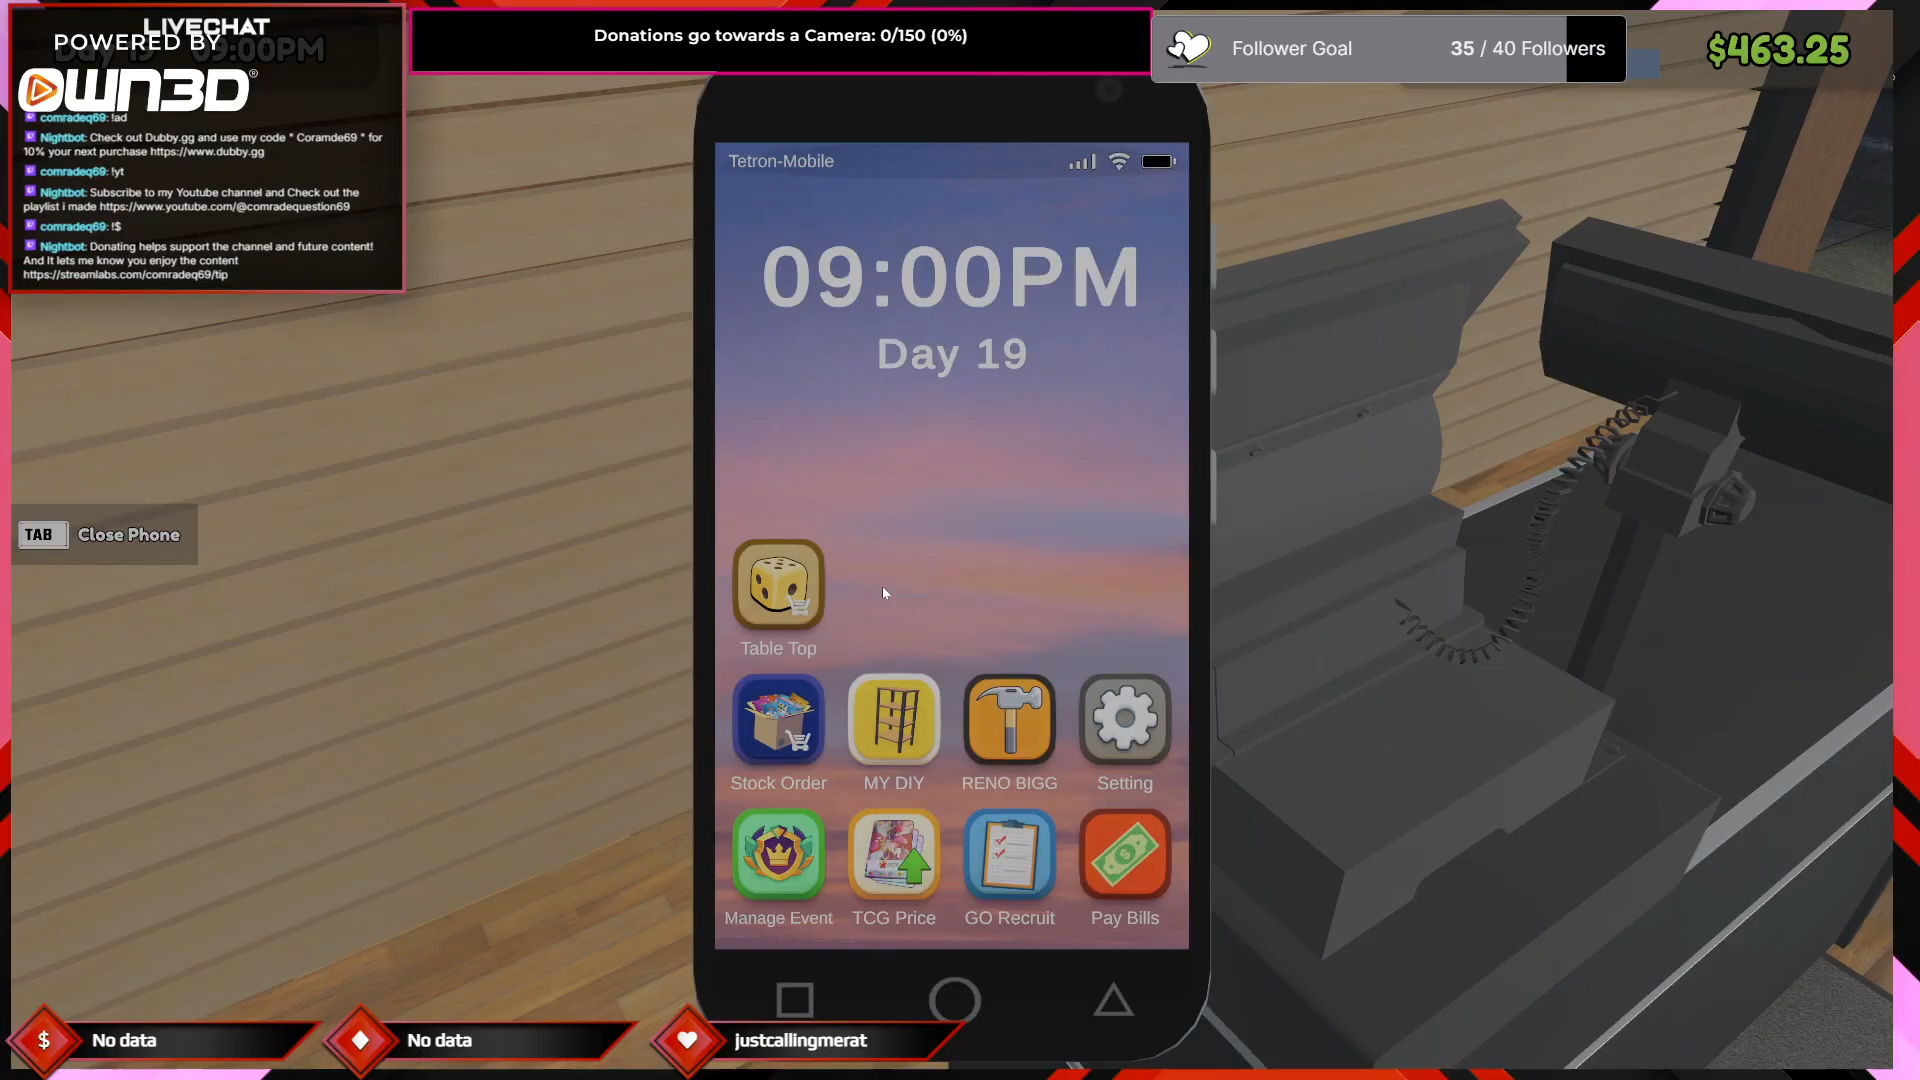 LIVECHAT
POWERED BY
09:00PM
OWN3D®
comradeq69: !ad
Nightbot: Check out Dubby.gg and use my code " Coramde69 " for
10% your next purchase https://www.dubby.gg
comradeq69: !yt
Nightbot: Subscribe to my Youtube channel and Check out the
playlist i made https://www.youtube.com/@comradequestion69
comradeq69: !$
Nightbot: Donating helps support the channel and future content!
And It lets me know you enjoy the content
https://streamlabs.com/comradeq69/tip
Donations go towards a Camera: 0/150 (0%)
Follower Goal
35 / 40 Followers
$463.25
Tetron-Mobile
09:00PM
Day 19
TAB Close Phone
Table Top
Stock Order
MY DIY
RENO BIGG
Setting
Manage Event
TCG Price
GO Recruit
Pay Bills
No data
No data
justcallingmerat